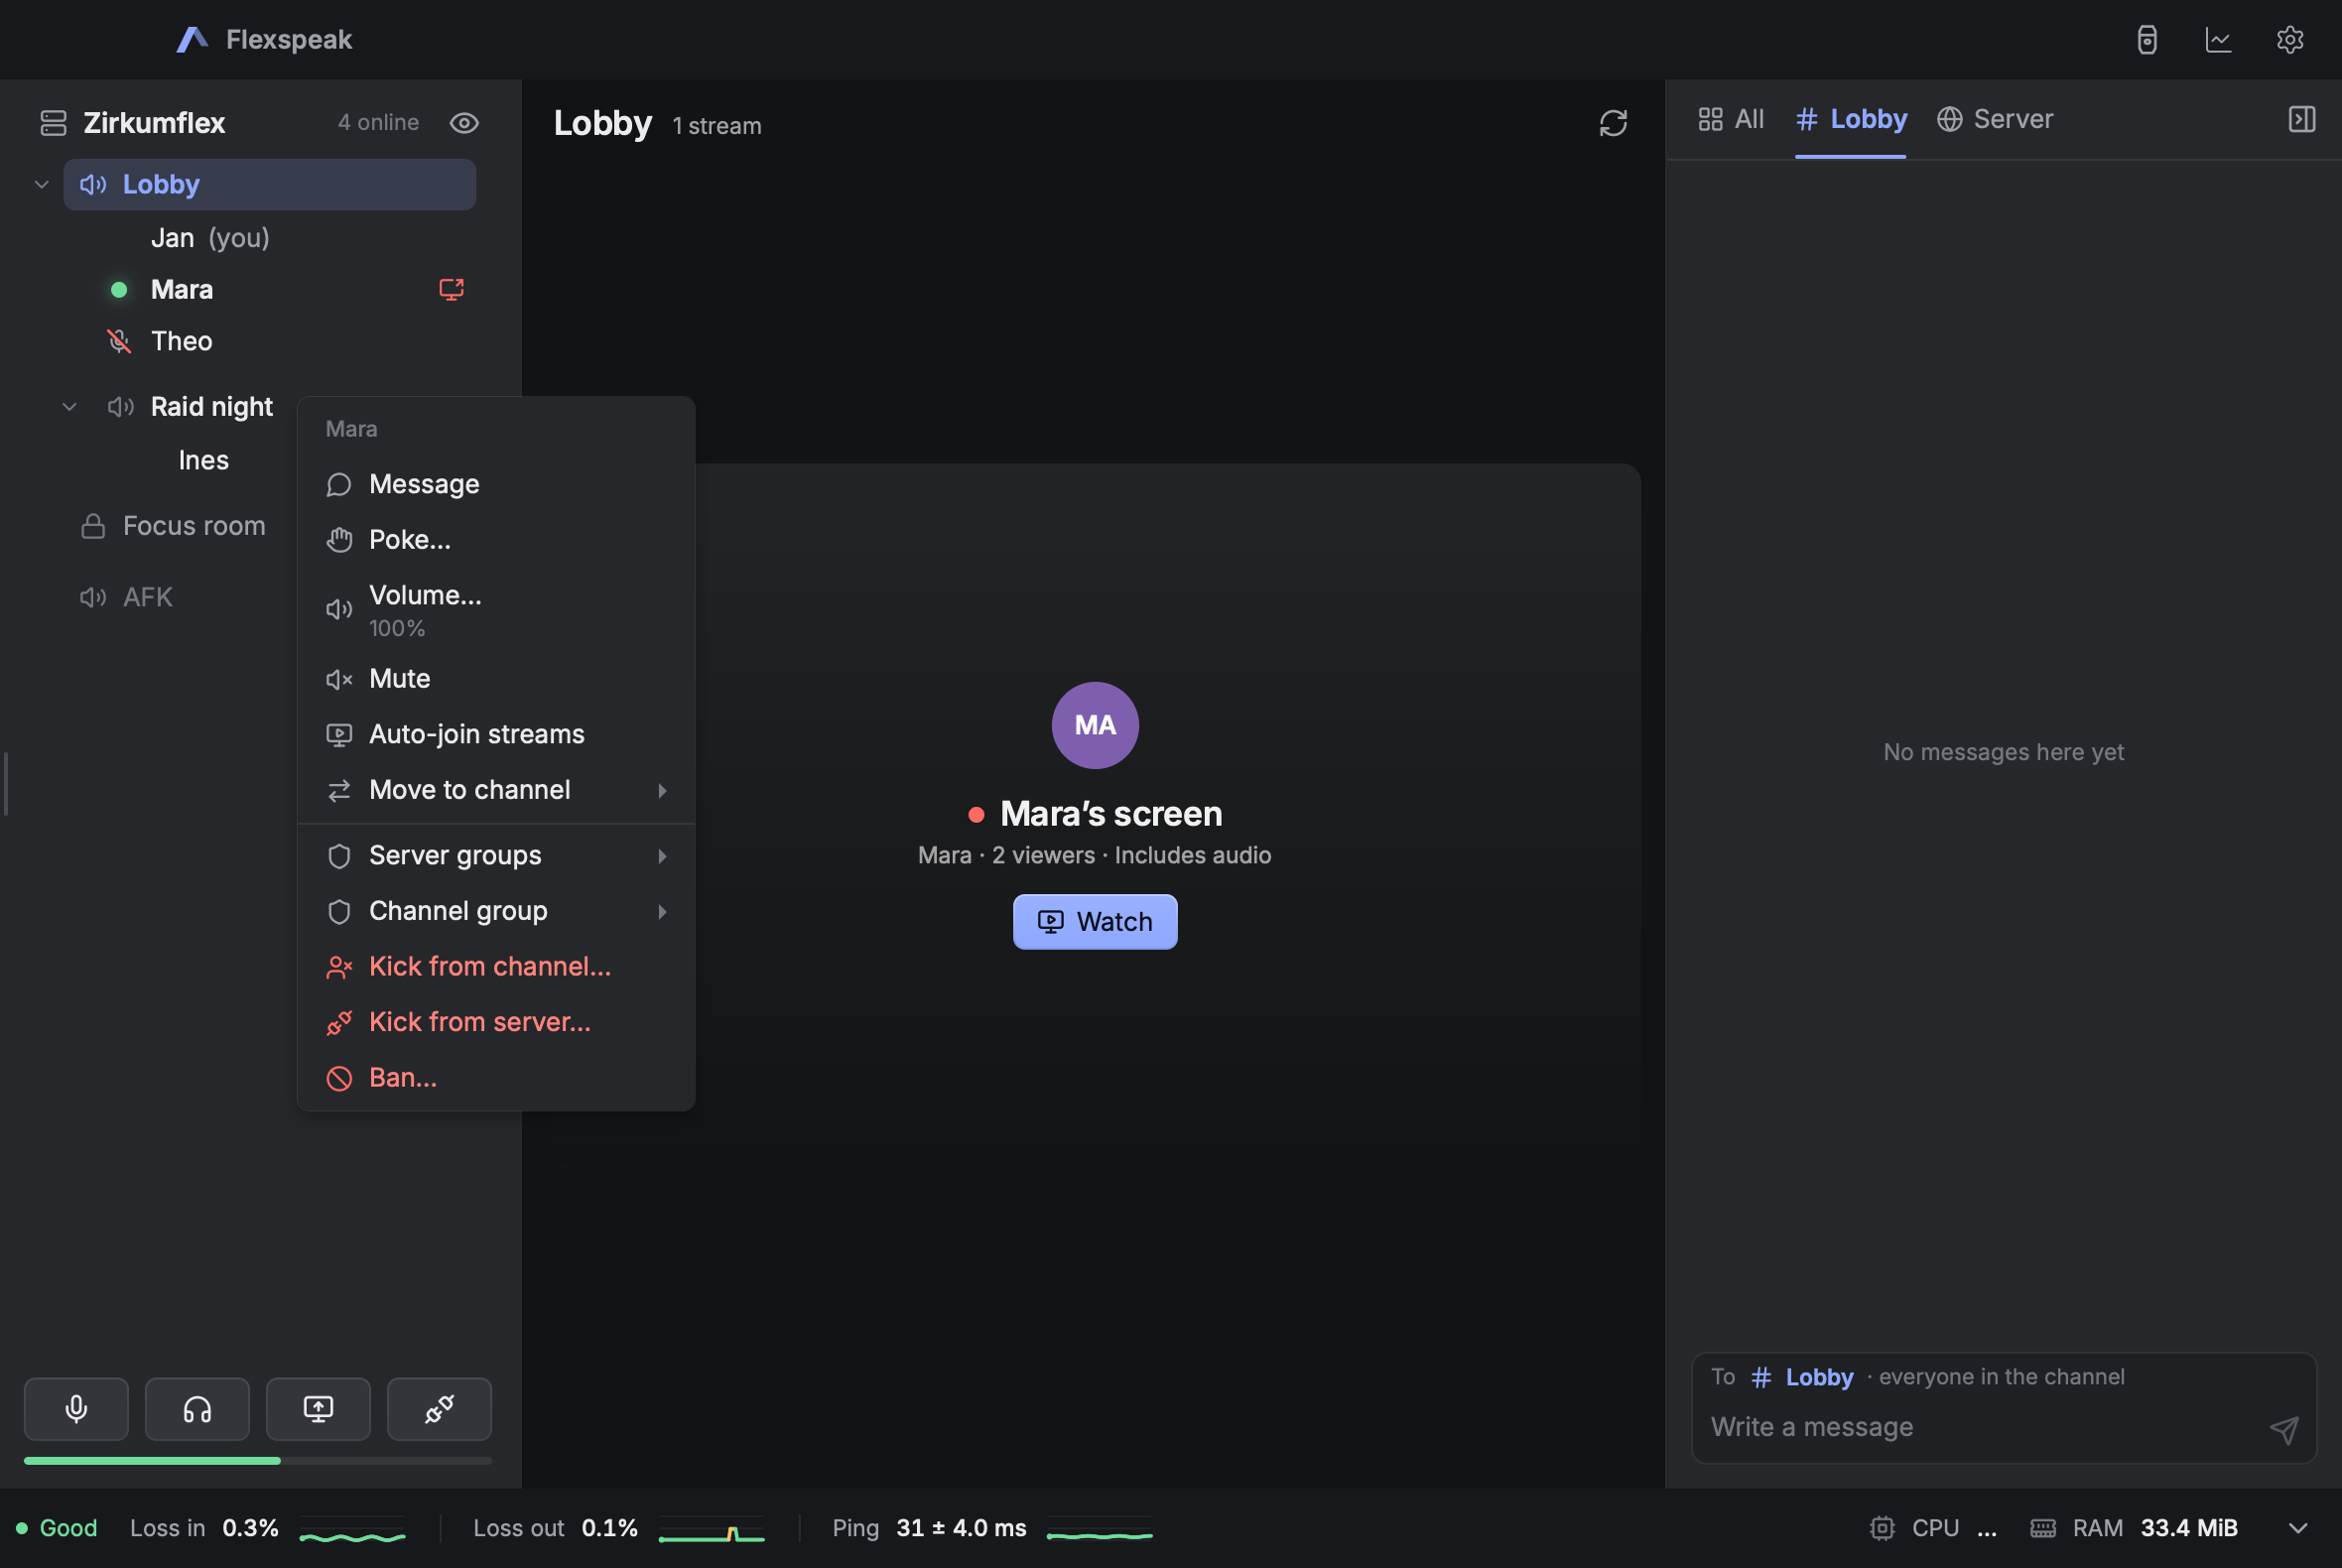 Flexspeak
Zirkumflex 4 online
Lobby
Jan (you)
Mara
Theo
Raid night
Ines
Focus room
AFK
Mara
Message
Poke...
Volume...
100%
Mute
Auto-join streams
Move to channel
Server groups
Channel group
Kick from channel...
Kick from server...
Ban...
Lobby 1 stream
MA
Mara’s screen
Mara · 2 viewers · Includes audio
Watch
All # Lobby Server
No messages here yet
To # Lobby · everyone in the channel
Write a message
Good Loss in 0.3% Loss out 0.1% Ping 31 ± 4.0 ms CPU ... RAM 33.4 MiB